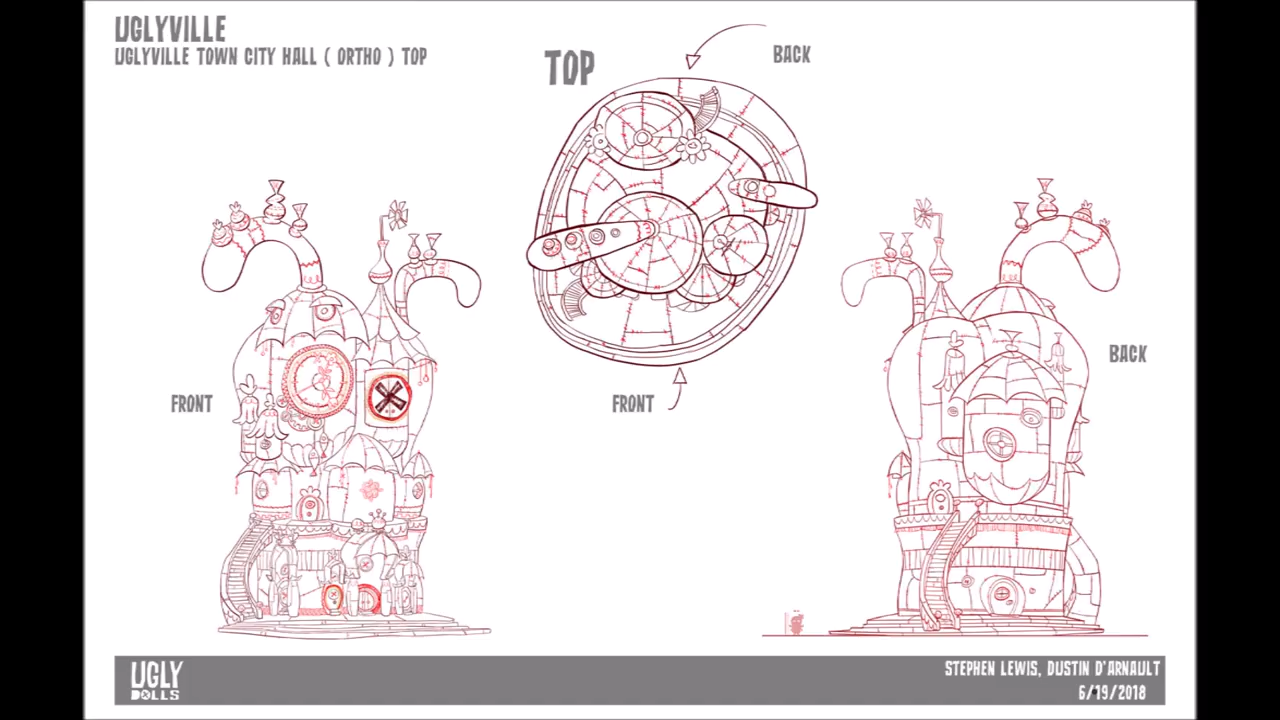 UGLYVILLE
UGLYVILLE TOWN CITY HALL ( ORTHO ) TOP
TOP
BACK
FRONT
FRONT
BACK
UGLY
DOLLS
STEPHEN LEWIS, DUSTIN D'ARNAULT
6/19/2018